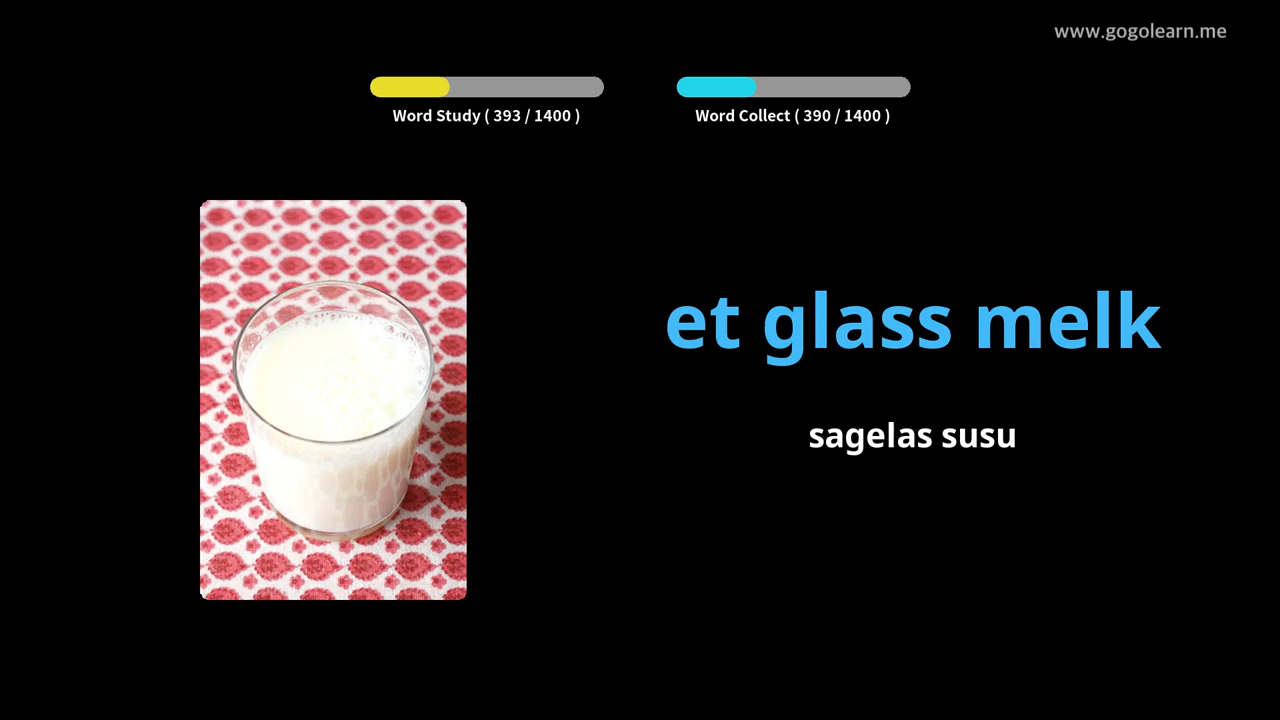 www.gogolearn.me
Word Study ( 393 / 1400 )
Word Collect ( 390 / 1400 )
et glass melk
sagelas susu